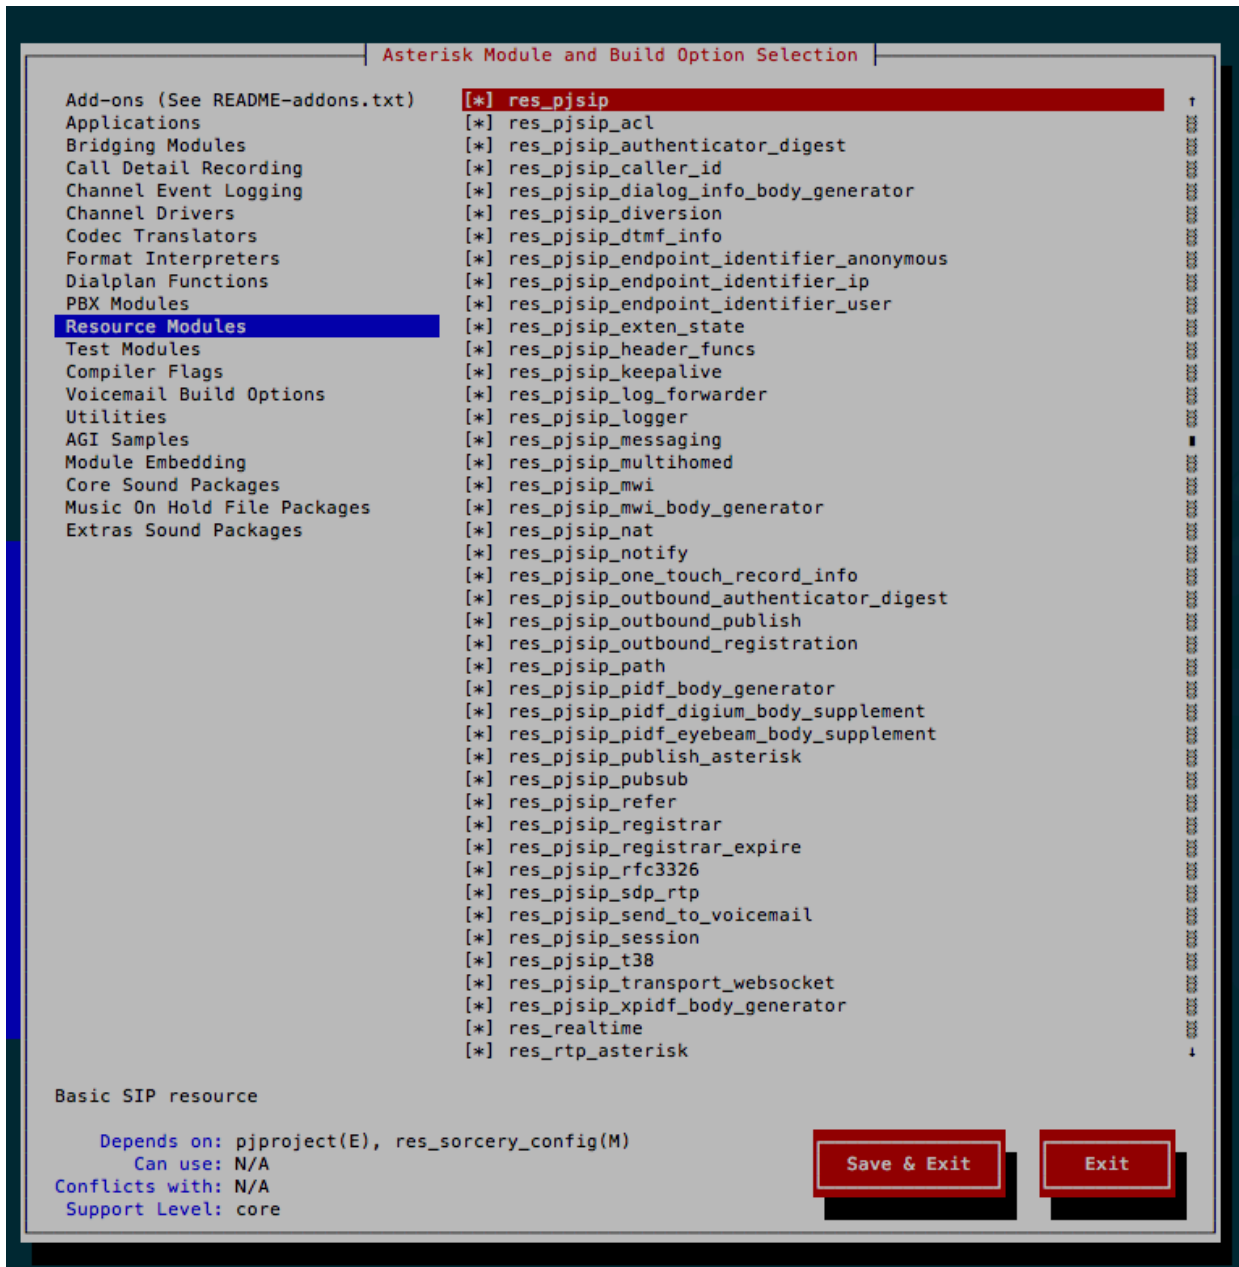 Asterisk Module and Build Option Selection
Add-ons (See README-addons.txt)
Applications
Bridging Modules
Call Detail Recording
Channel Event Logging
Channel Drivers
Codec Translators
Format Interpreters
Dialplan Functions
PBX Modules
Resource Modules
Test Modules
Compiler Flags
Voicemail Build Options
Utilities
AGI Samples
Module Embedding
Core Sound Packages
Music On Hold File Packages
Extras Sound Packages
[*] res_pjsip
[*] res_pjsip_acl
[*] res_pjsip_authenticator_digest
[*] res_pjsip_caller_id
[*] res_pjsip_dialog_info_body_generator
[*] res_pjsip_diversion
[*] res_pjsip_dtmf_info
[*] res_pjsip_endpoint_identifier_anonymous
[*] res_pjsip_endpoint_identifier_ip
[*] res_pjsip_endpoint_identifier_user
[*] res_pjsip_exten_state
[*] res_pjsip_header_funcs
[*] res_pjsip_keepalive
[*] res_pjsip_log_forwarder
[*] res_pjsip_logger
[*] res_pjsip_messaging
[*] res_pjsip_multihomed
[*] res_pjsip_mwi
[*] res_pjsip_mwi_body_generator
[*] res_pjsip_nat
[*] res_pjsip_notify
[*] res_pjsip_one_touch_record_info
[*] res_pjsip_outbound_authenticator_digest
[*] res_pjsip_outbound_publish
[*] res_pjsip_outbound_registration
[*] res_pjsip_path
[*] res_pjsip_pidf_body_generator
[*] res_pjsip_pidf_digium_body_supplement
[*] res_pjsip_pidf_eyebeam_body_supplement
[*] res_pjsip_publish_asterisk
[*] res_pjsip_pubsub
[*] res_pjsip_refer
[*] res_pjsip_registrar
[*] res_pjsip_registrar_expire
[*] res_pjsip_rfc3326
[*] res_pjsip_sdp_rtp
[*] res_pjsip_send_to_voicemail
[*] res_pjsip_session
[*] res_pjsip_t38
[*] res_pjsip_transport_websocket
[*] res_pjsip_xpidf_body_generator
[*] res_realtime
[*] res_rtp_asterisk
Basic SIP resource
Depends on: pjproject(E), res_sorcery_config(M)
Can use: N/A
Conflicts with: N/A
Support Level: core
Save & Exit
Exit